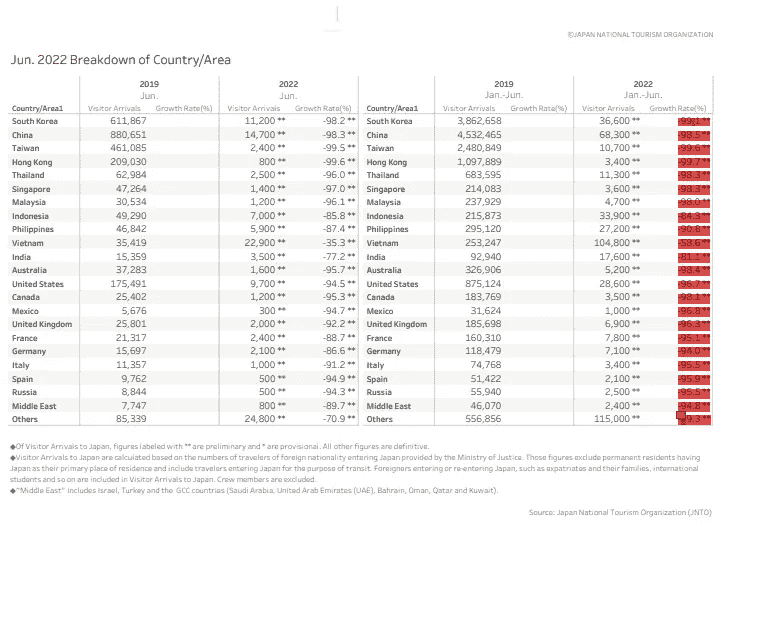 ©JAPAN NATIONAL TOURISM ORGANIZATION
Jun. 2022 Breakdown of Country/Area
2019 2022 2019 2022
Jun. Jun. Jan.-Jun. Jan.-Jun.
Country/Area1 Visitor Arrivals Growth Rate(%) Visitor Arrivals Growth Rate(%) Country/Area1 Visitor Arrivals Growth Rate(%) Visitor Arrivals Growth Rate(%)
South Korea 611,867 11,200 ** -98.2 ** South Korea 3,862,658 36,600 ** -99.1 **
China 880,651 14,700 ** -98.3 ** China 4,532,465 68,300 ** -98.5 **
Taiwan 461,085 2,400 ** -99.5 ** Taiwan 2,480,849 10,700 ** -99.6 **
Hong Kong 209,030 800 ** -99.6 ** Hong Kong 1,097,889 3,400 ** -99.7 **
Thailand 62,984 2,500 ** -96.0 ** Thailand 683,595 11,300 ** -98.3 **
Singapore 47,264 1,400 ** -97.0 ** Singapore 214,083 3,600 ** -98.3 **
Malaysia 30,534 1,200 ** -96.1 ** Malaysia 237,929 4,700 ** -98.0 **
Indonesia 49,290 7,000 ** -85.8 ** Indonesia 215,873 33,900 ** -84.3 **
Philippines 46,842 5,900 ** -87.4 ** Philippines 295,120 27,200 ** -90.8 **
Vietnam 35,419 22,900 ** -35.3 ** Vietnam 253,247 104,800 ** -58.6 **
India 15,359 3,500 ** -77.2 ** India 92,940 17,600 ** -81.1 **
Australia 37,283 1,600 ** -95.7 ** Australia 326,906 5,200 ** -98.4 **
United States 175,491 9,700 ** -94.5 ** United States 875,124 28,600 ** -96.7 **
Canada 25,402 1,200 ** -95.3 ** Canada 183,769 3,500 ** -98.1 **
Mexico 5,676 300 ** -94.7 ** Mexico 31,624 1,000 ** -96.8 **
United Kingdom 25,801 2,000 ** -92.2 ** United Kingdom 185,698 6,900 ** -96.3 **
France 21,317 2,400 ** -88.7 ** France 160,310 7,800 ** -95.1 **
Germany 15,697 2,100 ** -86.6 ** Germany 118,479 7,100 ** -94.0 **
Italy 11,357 1,000 ** -91.2 ** Italy 74,768 3,400 ** -95.5 **
Spain 9,762 500 ** -94.9 ** Spain 51,422 2,100 ** -95.9 **
Russia 8,844 500 ** -94.3 ** Russia 55,940 2,500 ** -95.5 **
Middle East 7,747 800 ** -89.7 ** Middle East 46,070 2,400 ** -94.8 **
Others 85,339 24,800 ** -70.9 ** Others 556,856 115,000 ** 9.3 **
◆Of Visitor Arrivals to Japan, figures labeled with ** are preliminary and * are provisional. All other figures are definitive.
◆Visitor Arrivals to Japan are calculated based on the numbers of travelers of foreign nationality entering Japan provided by the Ministry of Justice. Those figures exclude permanent residents having
Japan as their primary place of residence and include travelers entering Japan for the purpose of transit. Foreigners entering or re-entering Japan, such as expatriates and their families, international
students and so on are included in Visitor Arrivals to Japan. Crew members are excluded.
◆"Middle East" includes Israel, Turkey and the GCC countries (Saudi Arabia, United Arab Emirates (UAE), Bahrain, Oman, Qatar and Kuwait).
Source: Japan National Tourism Organization (JNTO)